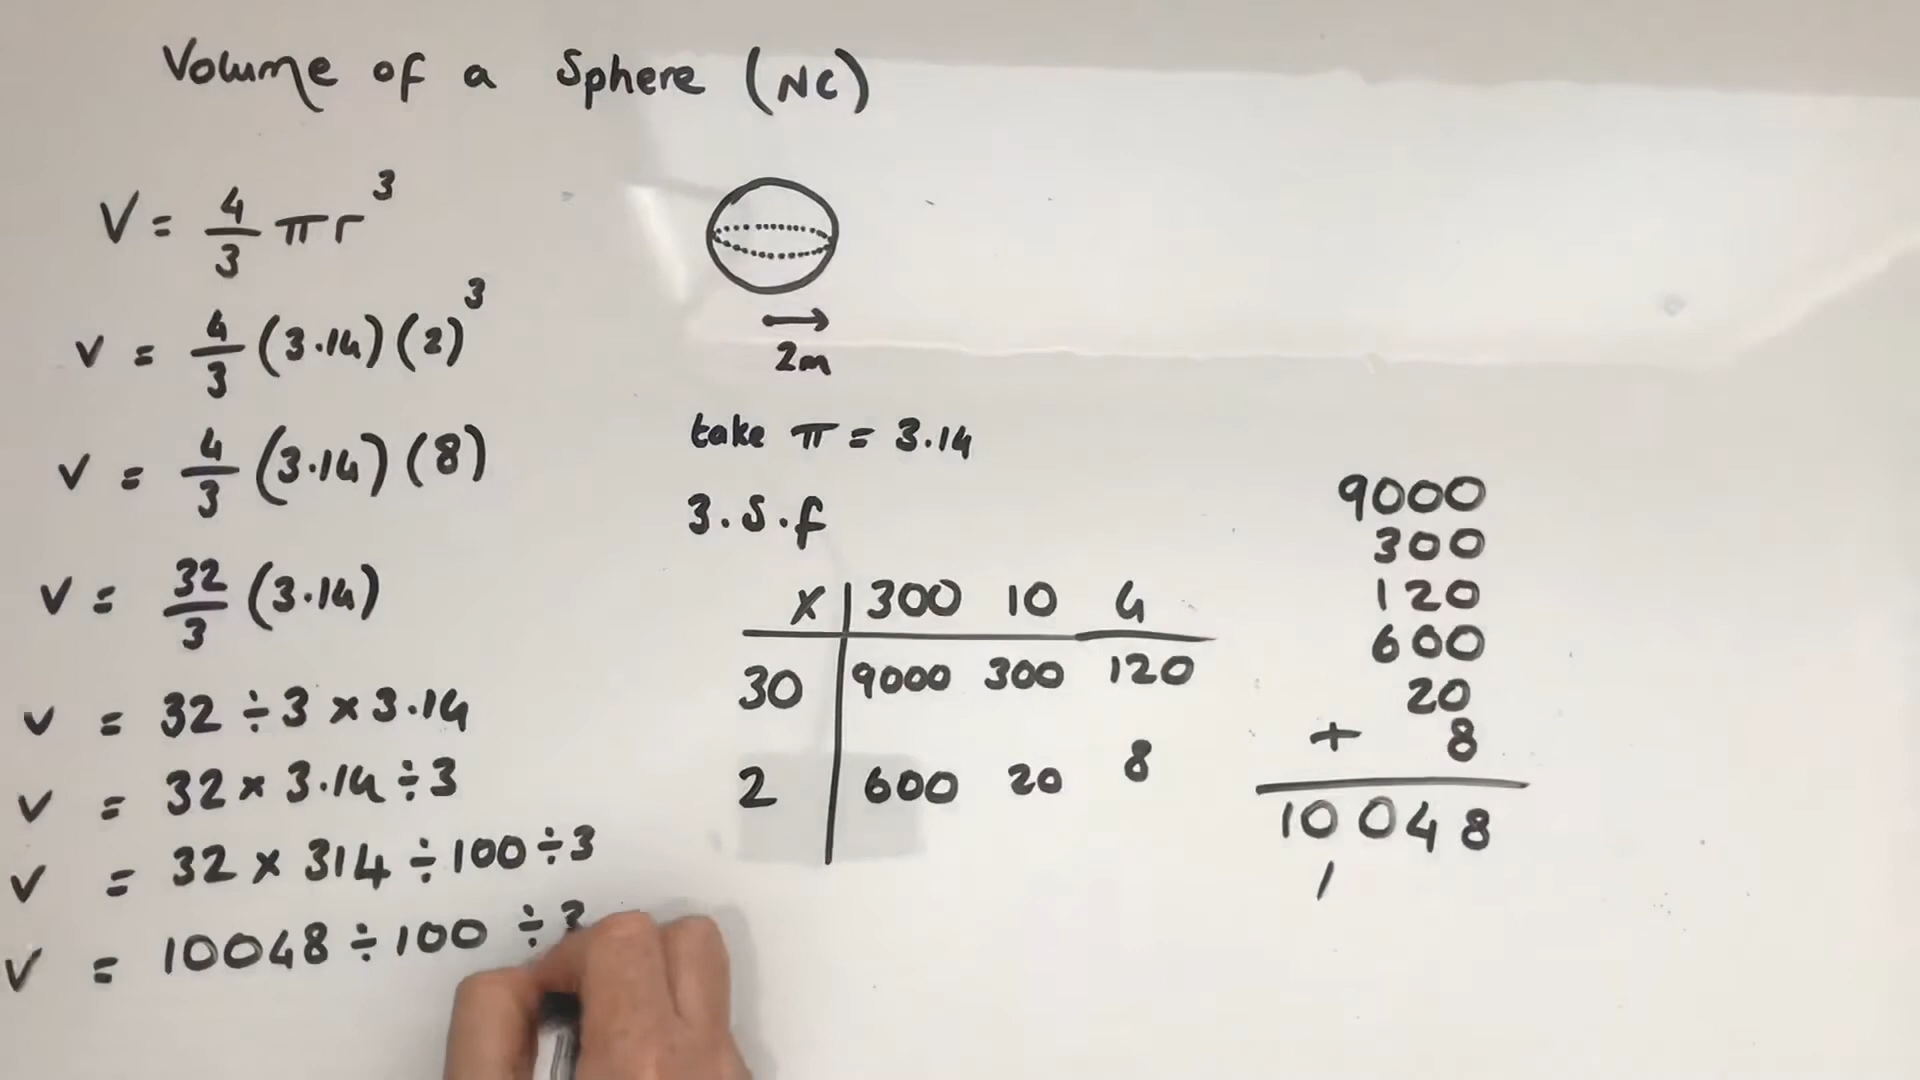 Volume of a Sphere (NC)
V = 4/3 πr³
V = 4/3 (3.14)(2)³
V = 4/3 (3.14)(8)
V = 32/3 (3.14)
V = 32 ÷ 3 × 3.14
V = 32 × 3.14 ÷ 3
V = 32 × 314 ÷ 100 ÷ 3
V = 10048 ÷ 100 ÷ 3
2m
take π = 3.14
3.S.f
× 300 10 4
30 9000 300 120
2 600 20 8
9000
300
120
600
20
+ 8
10048
1